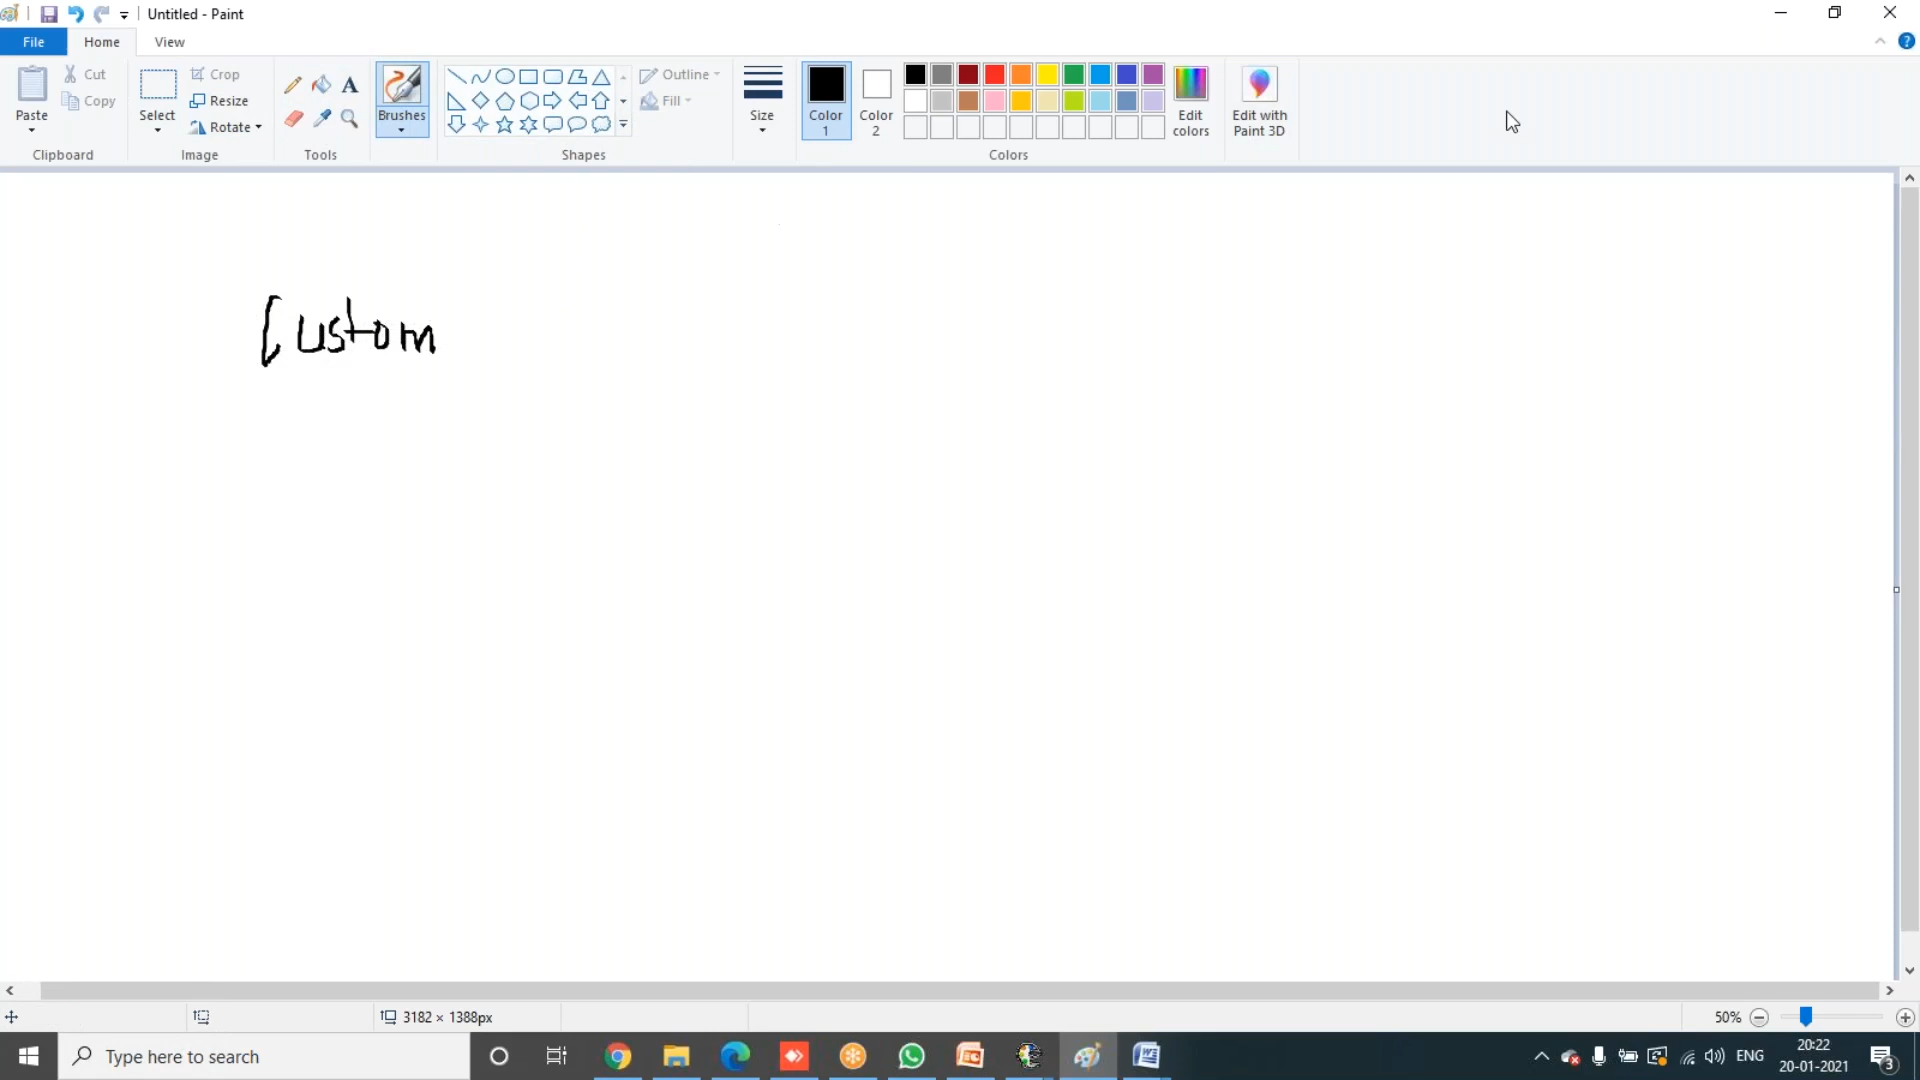 Untitled - Paint
File Home View
Paste Cut Copy Clipboard
Select Crop Resize Rotate Image
Tools
Brushes
Shapes
Outline Fill
Size
Color 1 Color 2
Edit colors
Colors
Edit with Paint 3D
Custom
3182 × 1388px
50%
Type here to search
ENG
20:22
20-01-2021
3